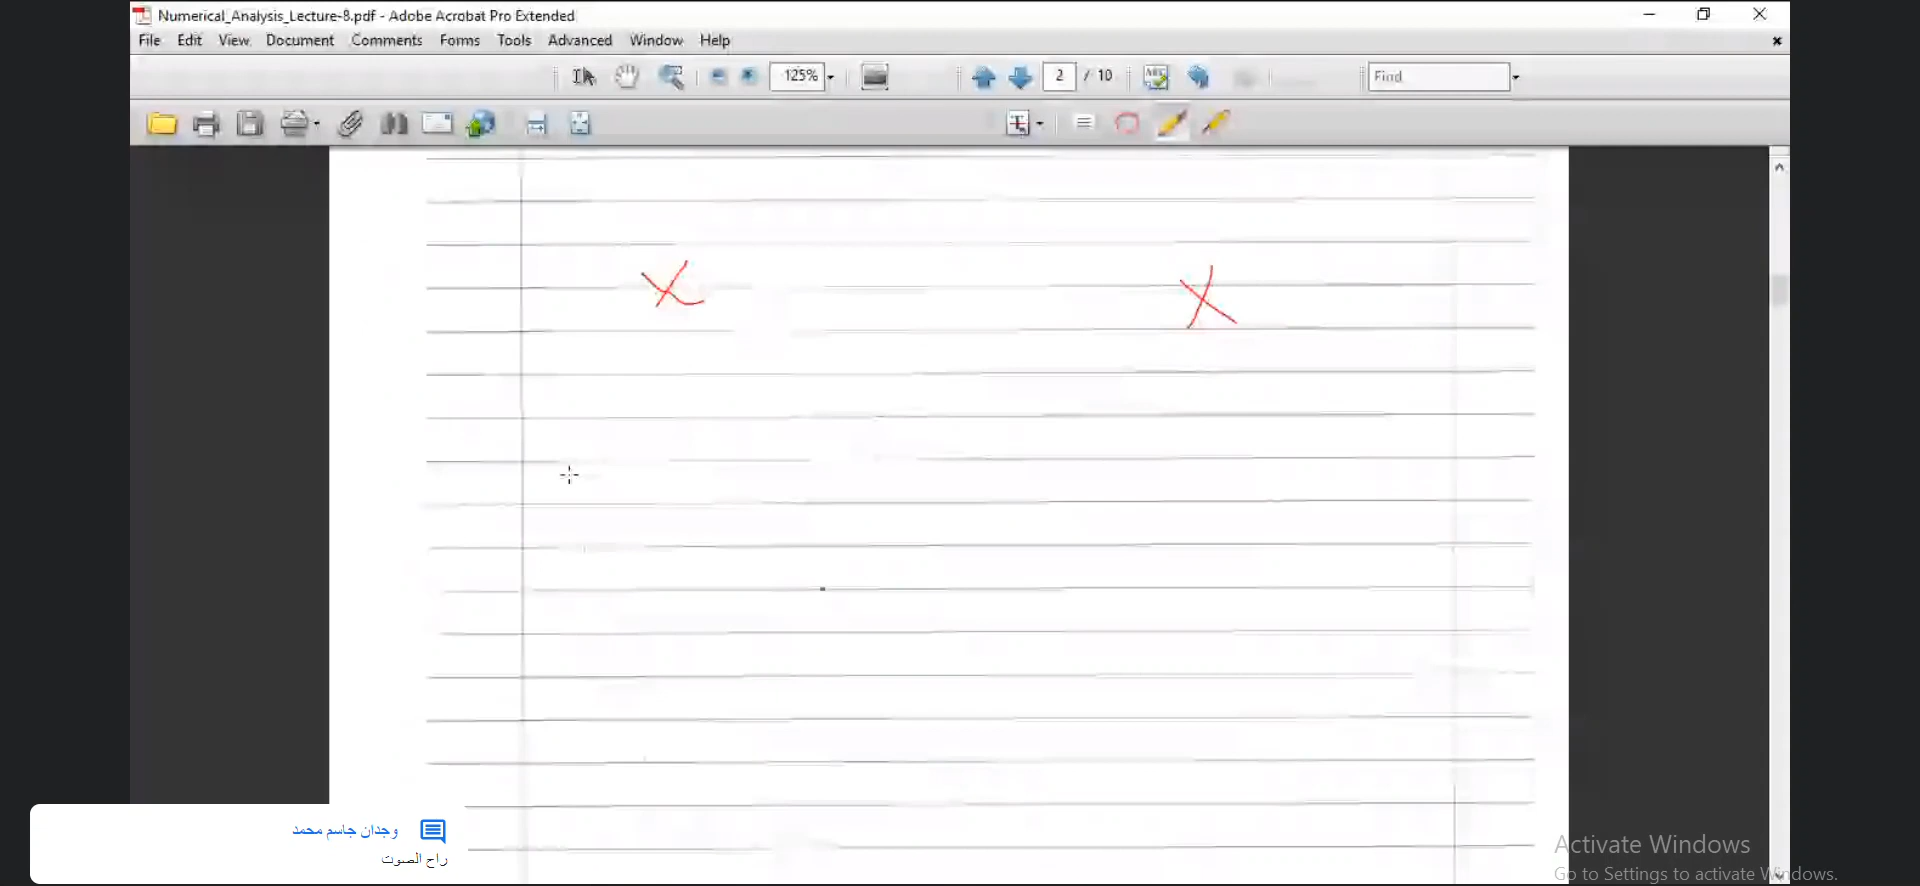 Numerical_Analysis_Lecture-8.pdf - Adobe Acrobat Pro Extended
File Edit View Document Comments Forms Tools Advanced Window Help
125% 2 / 10 Find
X X
وجدان جاسم محمد
راح الصوت
Activate Windows
Go to Settings to activate Windows.